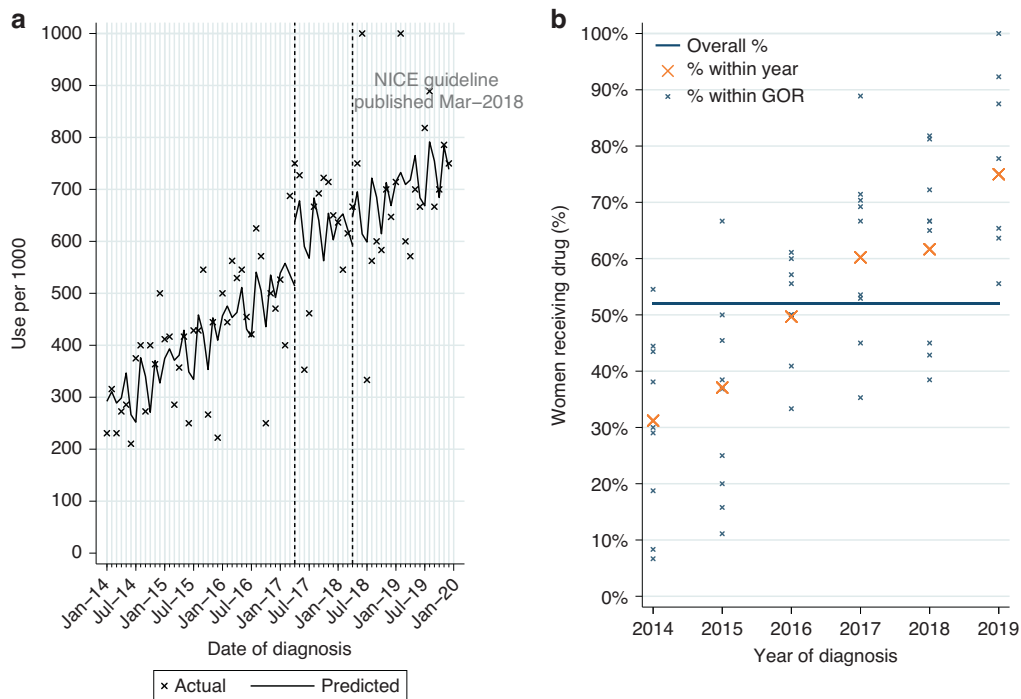 a
1000
900
800
700
600
500
400
300
200
100
0
Use per 1000
NICE guideline
published Mar–2018
Jan–14
Jul–14
Jan–15
Jul–15
Jan–16
Jul–16
Jan–17
Jul–17
Jan–18
Jul–18
Jan–19
Jul–19
Jan–20
Date of diagnosis
Actual
Predicted
b
100%
90%
80%
70%
60%
50%
40%
30%
20%
10%
0%
Women receiving drug (%)
Overall %
% within year
% within GOR
2014
2015
2016
2017
2018
2019
Year of diagnosis